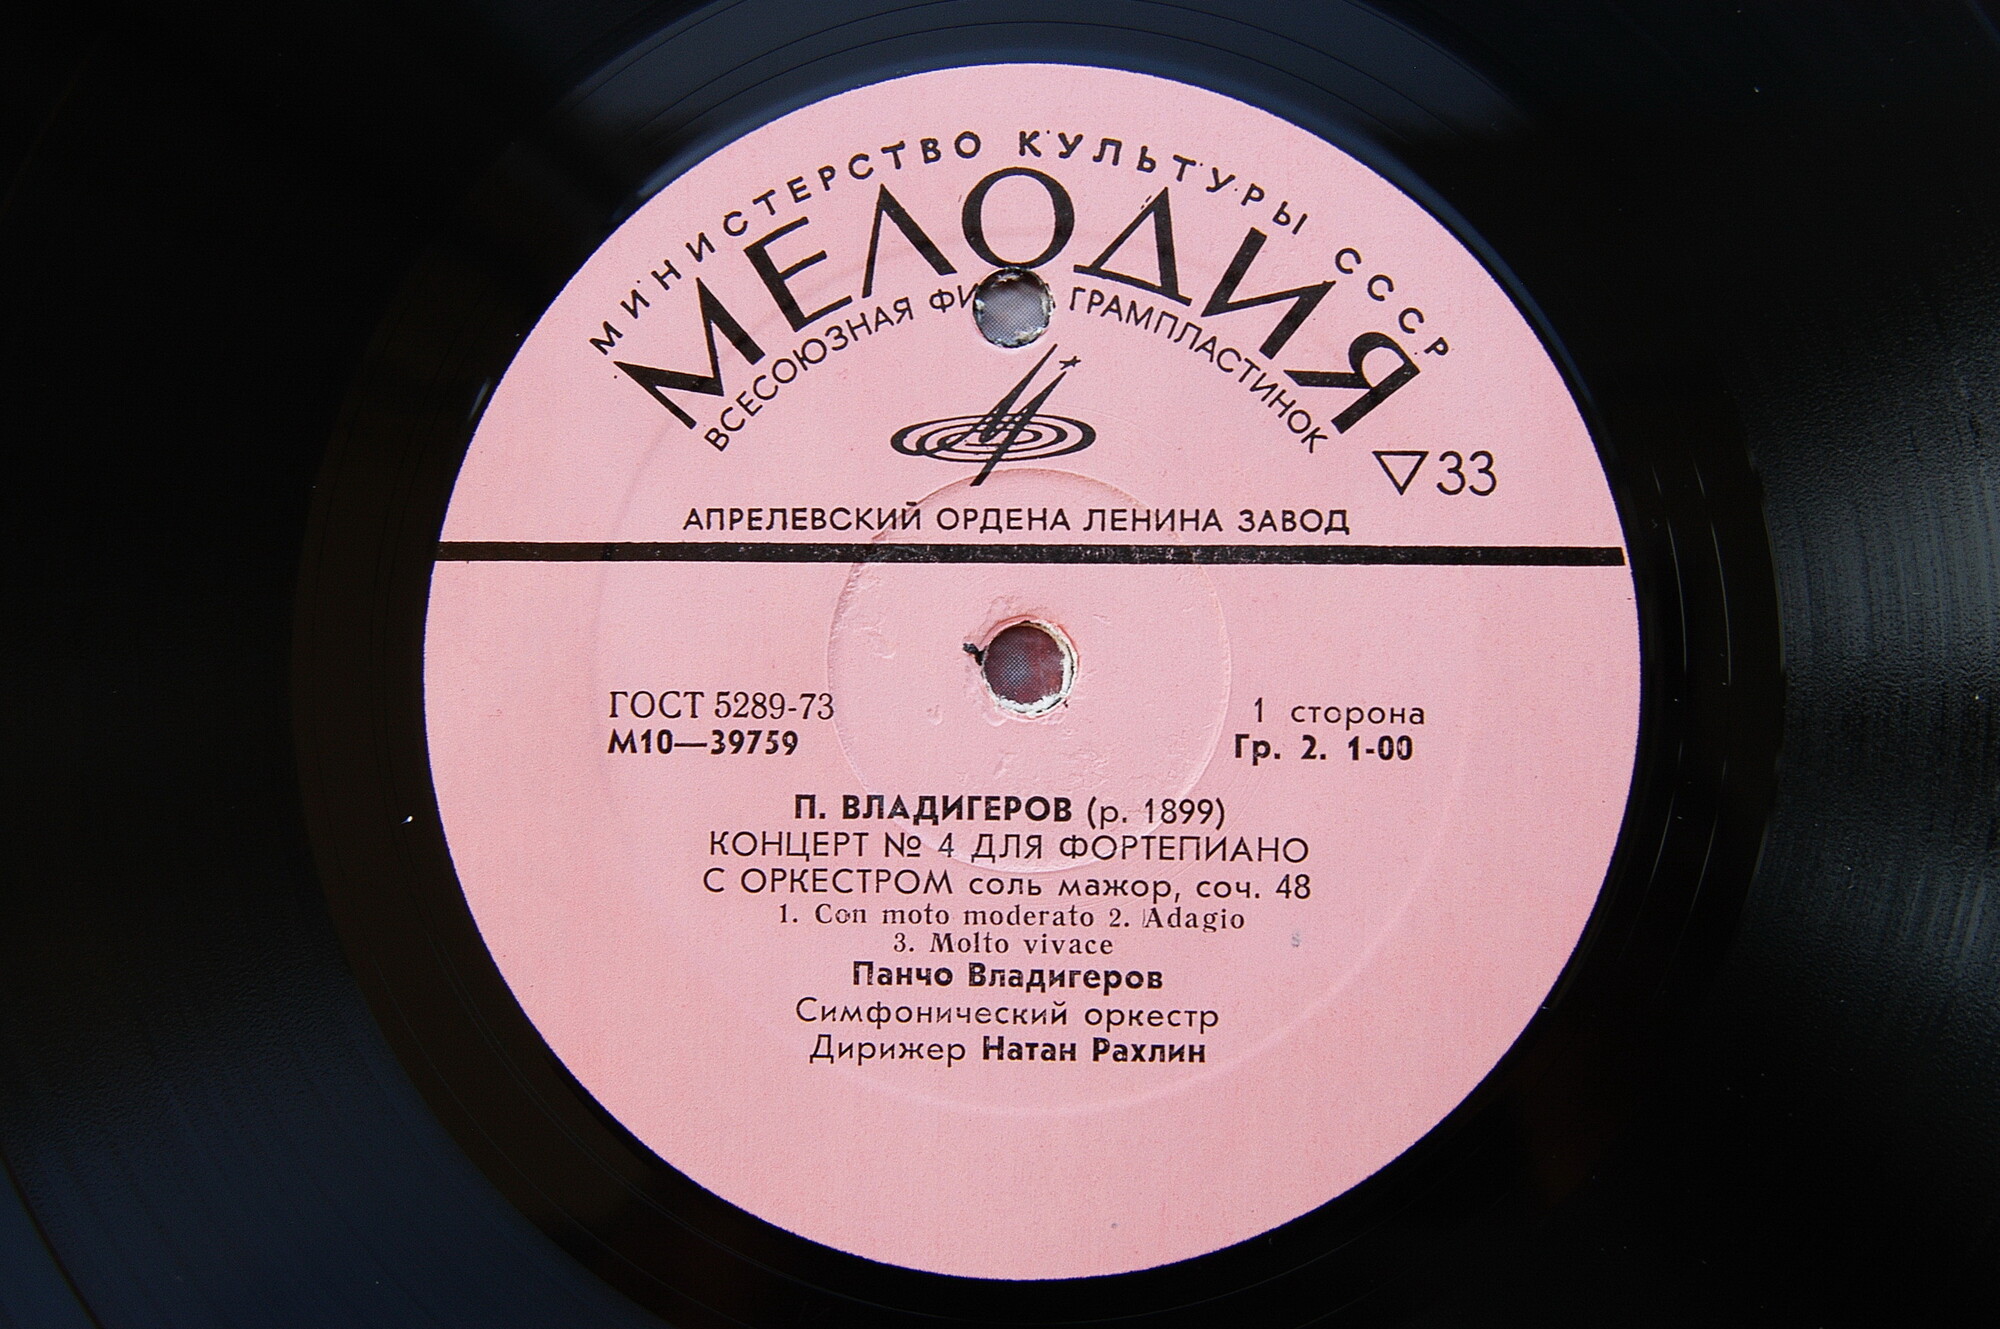 МИНИСТЕРСТВО КУЛЬТУРЫ СССР
МЕЛОДИЯ
ВСЕСОЮЗНАЯ ГРАМПЛАСТИНОК
▽33
АПРЕЛЕВСКИЙ ОРДЕНА ЛЕНИНА ЗАВОД
ГОСТ 5289-73
М10—39759
1 сторона
Гр. 2. 1-00
П. ВЛАДИГЕРОВ (р. 1899)
КОНЦЕРТ № 4 ДЛЯ ФОРТЕПИАНО
С ОРКЕСТРОМ соль мажор, соч. 48
1. Con moto moderato 2. Adagio
3. Molto vivace
Панчо Владигеров
Симфонический оркестр
Дирижер Натан Рахлин